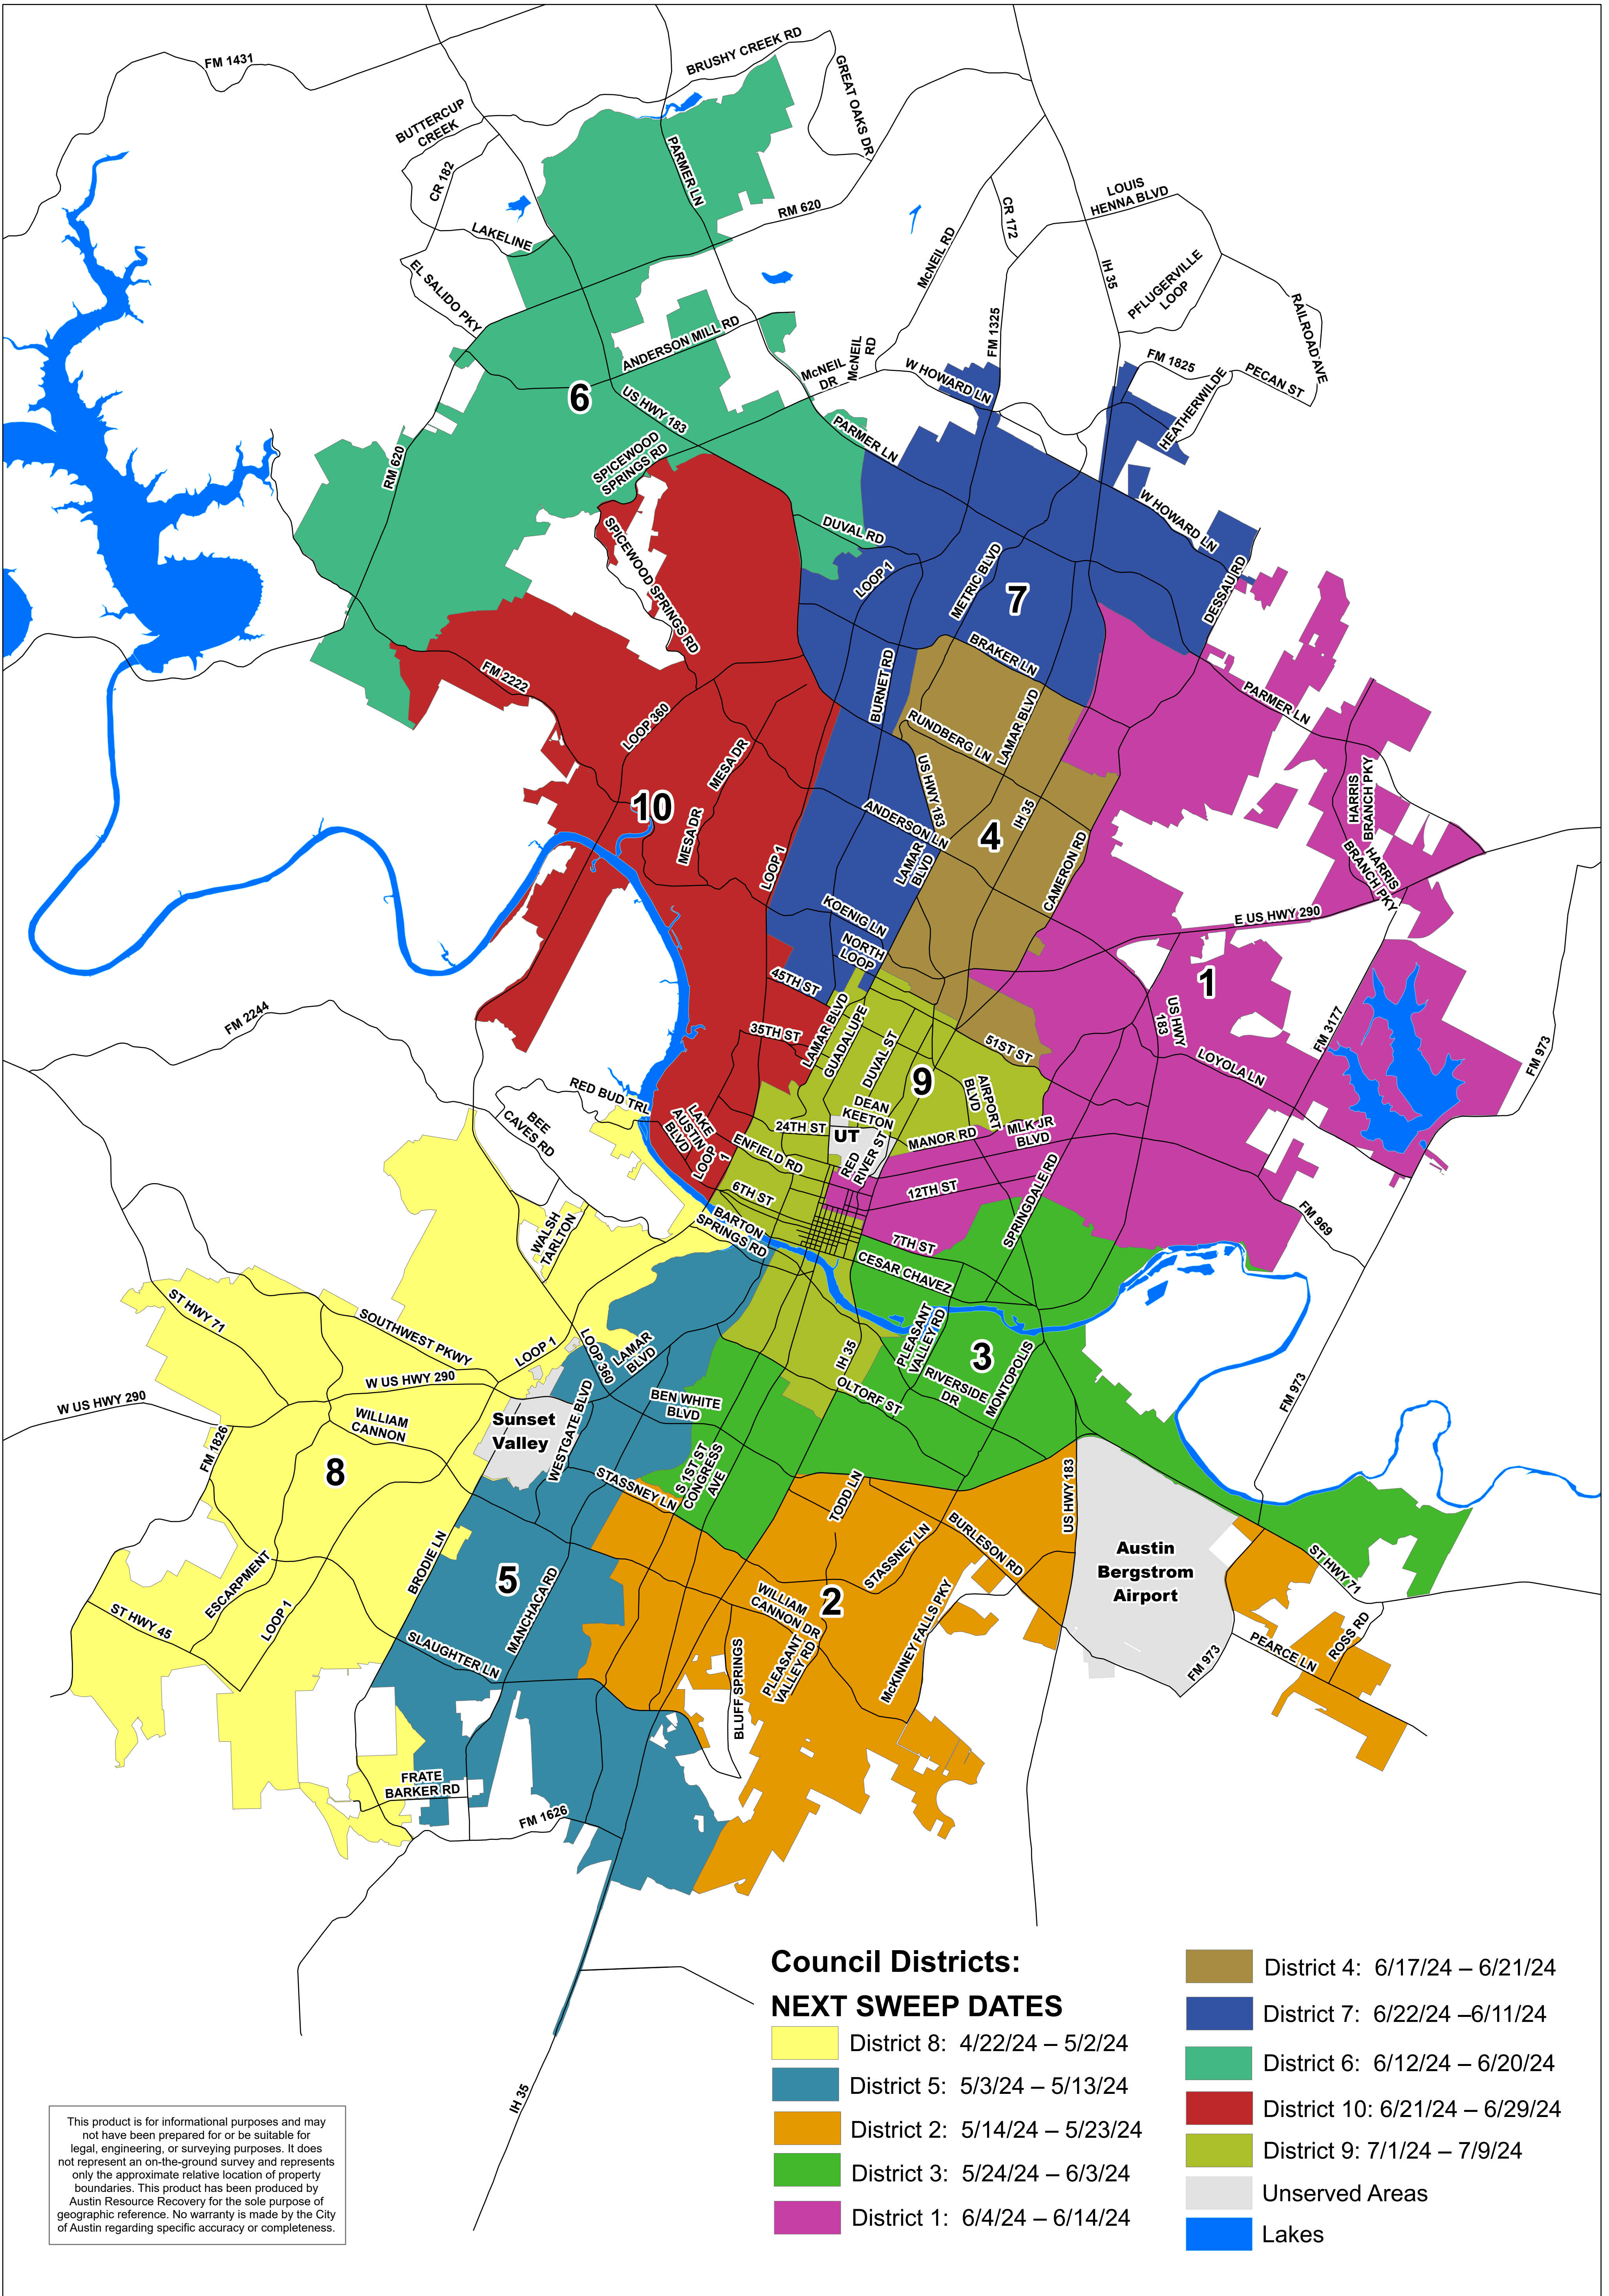 FM 1431
BRUSHY CREEK RD
GREAT OAKS DR
BUTTERCUP
CREEK
CR 182
PARMER LN
LAKELINE
RM 620
EL SALIDO PKY
McNEIL RD
CR 172
LOUIS
HENNA BLVD
IH 35
PFLUGERVILLE
LOOP
RAILROAD AVE
ANDERSON MILL RD
FM 1325
McNEIL
DR
McNEIL
RD
W HOWARD LN
FM 1825
PECAN ST
HEATHERWILDE
6
US HWY 183
PARMER LN
SPICEWOOD
SPRINGS RD
RM 620
W HOWARD LN
SPICEWOOD SPRINGS RD
DUVAL RD
LOOP 1
METRIC BLVD
7
DESSAU RD
BRAKER LN
FM 2222
BURNET RD
LAMAR BLVD
PARMER LN
LOOP 360
RUNDBERG LN
MESA DR
US HWY 183
HARRIS
BRANCH PKY
10
MESA DR
ANDERSON LN
4
IH 35
LOOP 1
LAMAR
BLVD
CAMERON RD
HARRIS
BRANCH PKY
KOENIG LN
E US HWY 290
NORTH
LOOP
45TH ST
1
FM 2244
35TH ST
LAMAR BLVD
GUADALUPE
DUVAL ST
51ST ST
US HWY
183
FM 3177
FM 973
LOYOLA LN
RED BUD TRL
9
AIRPORT
BLVD
BEE
CAVES RD
LAKE
AUSTIN
BLVD
LOOP
1
DEAN
KEETON
24TH ST
UT
MANOR RD
MLK JR
BLVD
ENFIELD RD
RED
RIVER ST
6TH ST
12TH ST
SPRINGDALE RD
FM 969
WALSH
TARLTON
BARTON
SPRINGS RD
7TH ST
CESAR CHAVEZ
ST HWY 71
SOUTHWEST PKWY
LOOP 1
LOOP 360
LAMAR
BLVD
IH 35
PLEASANT
VALLEY RD
3
W US HWY 290
W US HWY 290
RIVERSIDE
DR
MONTOPOLIS
BEN WHITE
BLVD
OLTORF ST
FM 973
WILLIAM
CANNON
Sunset
Valley
WESTGATE BLVD
FM 1826
8
STASSNEY LN
S 1ST ST
CONGRESS
AVE
TODD LN
US HWY 183
BURLESON RD
STASSNEY LN
Austin
Bergstrom
Airport
ST HWY 71
BRODIE LN
5
MANCHACA RD
ESCARPMENT
LOOP 1
2
WILLIAM
CANNON DR
PLEASANT
VALLEY RD
McKINNEY FALLS PKY
ST HWY 45
SLAUGHTER LN
BLUFF SPRINGS
FM 973
PEARCE LN
ROSS RD
FRATE
BARKER RD
FM 1626
IH 35
Council Districts:
NEXT SWEEP DATES
District 8: 4/22/24 – 5/2/24
District 5: 5/3/24 – 5/13/24
District 2: 5/14/24 – 5/23/24
District 3: 5/24/24 – 6/3/24
District 1: 6/4/24 – 6/14/24
District 4: 6/17/24 – 6/21/24
District 7: 6/22/24 –6/11/24
District 6: 6/12/24 – 6/20/24
District 10: 6/21/24 – 6/29/24
District 9: 7/1/24 – 7/9/24
Unserved Areas
Lakes
This product is for informational purposes and may
not have been prepared for or be suitable for
legal, engineering, or surveying purposes. It does
not represent an on-the-ground survey and represents
only the approximate relative location of property
boundaries. This product has been produced by
Austin Resource Recovery for the sole purpose of
geographic reference. No warranty is made by the City
of Austin regarding specific accuracy or completeness.